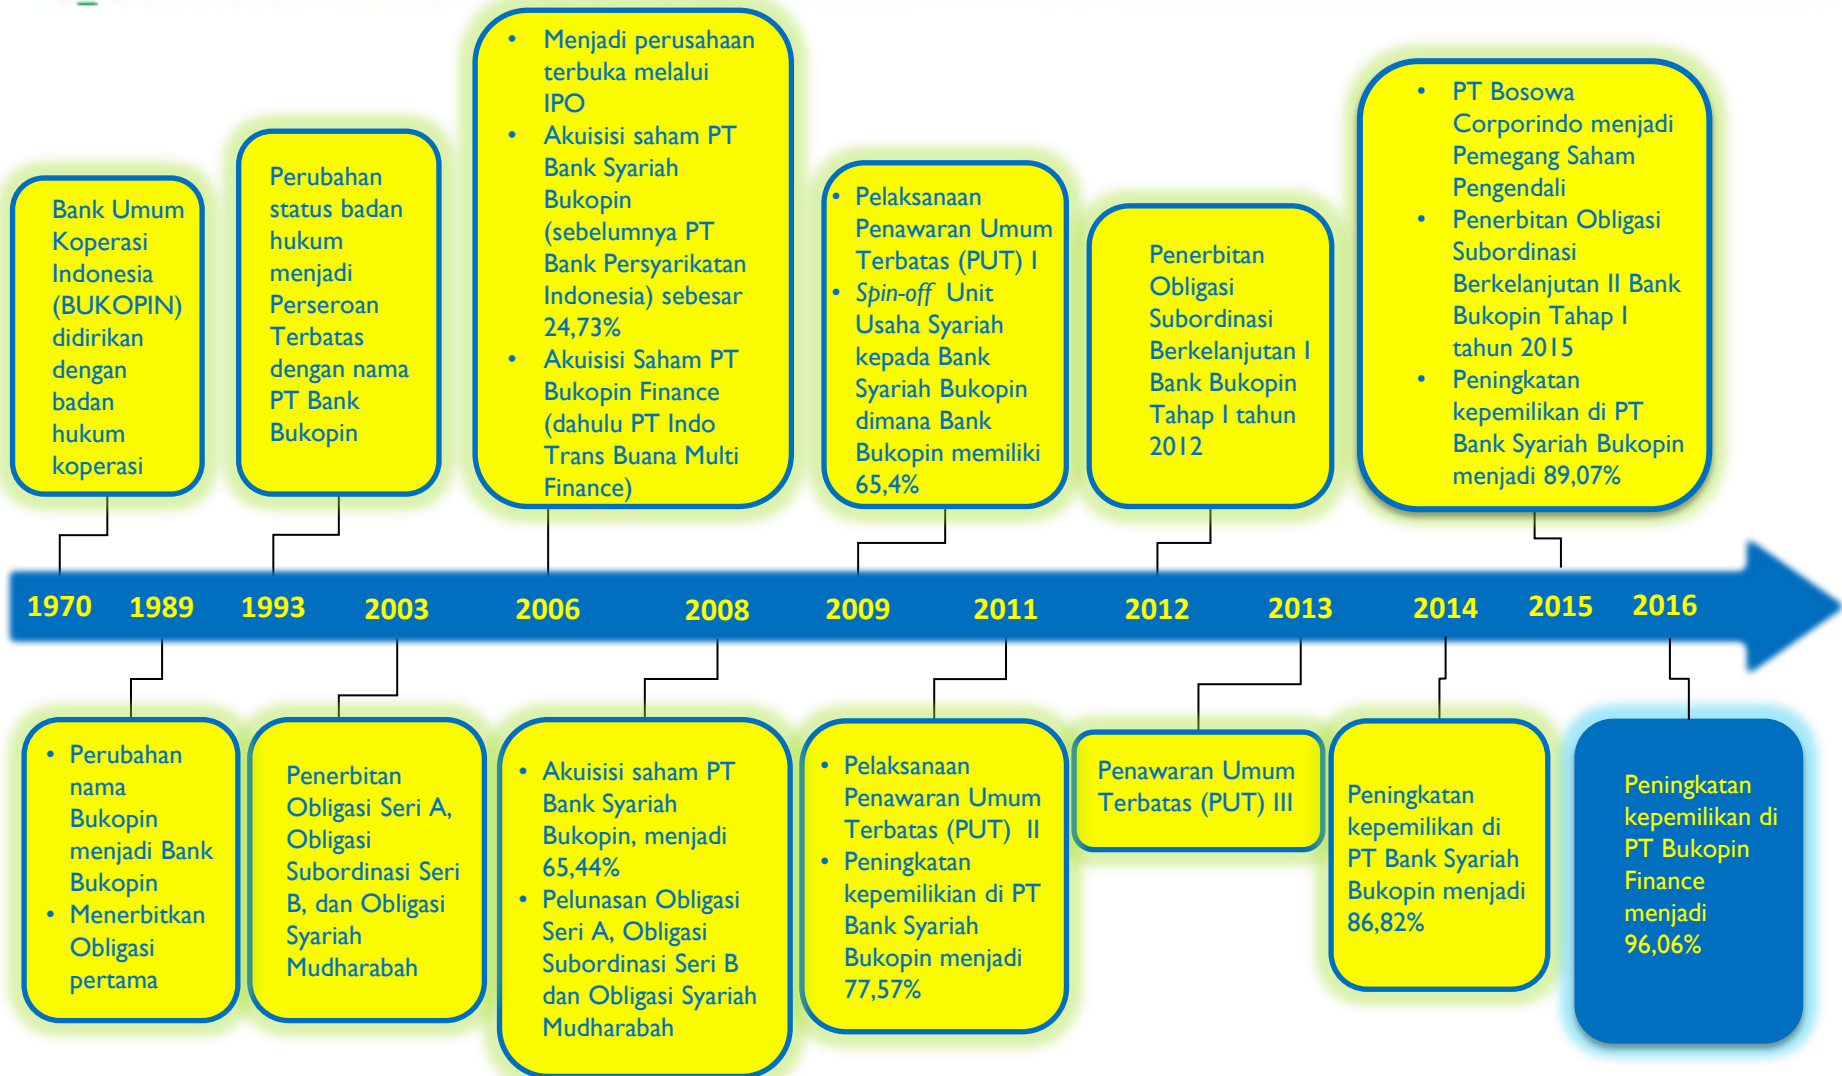 Bank Umum
Koperasi
Indonesia
(BUKOPIN)
didirikan
dengan
badan
hukum
koperasi
Perubahan
status badan
hukum
menjadi
Perseroan
Terbatas
dengan nama
PT Bank
Bukopin
• Menjadi perusahaan
terbuka melalui
IPO
• Akuisisi saham PT
Bank Syariah
Bukopin
(sebelumnya PT
Bank Persyarikatan
Indonesia) sebesar
24,73%
• Akuisisi Saham PT
Bukopin Finance
(dahulu PT Indo
Trans Buana Multi
Finance)
• Pelaksanaan
Penawaran Umum
Terbatas (PUT) I
• Spin-off Unit
Usaha Syariah
kepada Bank
Syariah Bukopin
dimana Bank
Bukopin memiliki
65,4%
Penerbitan
Obligasi
Subordinasi
Berkelanjutan I
Bank Bukopin
Tahap I tahun
2012
• PT Bosowa
Corporindo menjadi
Pemegang Saham
Pengendali
• Penerbitan Obligasi
Subordinasi
Berkelanjutan II Bank
Bukopin Tahap I
tahun 2015
• Peningkatan
kepemilikan di PT
Bank Syariah Bukopin
menjadi 89,07%
1970 1989 1993 2003 2006 2008 2009 2011 2012 2013 2014 2015 2016
• Perubahan
nama
Bukopin
menjadi Bank
Bukopin
• Menerbitkan
Obligasi
pertama
Penerbitan
Obligasi Seri A,
Obligasi
Subordinasi Seri
B, dan Obligasi
Syariah
Mudharabah
• Akuisisi saham PT
Bank Syariah
Bukopin, menjadi
65,44%
• Pelunasan Obligasi
Seri A, Obligasi
Subordinasi Seri B
dan Obligasi Syariah
Mudharabah
• Pelaksanaan
Penawaran Umum
Terbatas (PUT) II
• Peningkatan
kepemilikian di PT
Bank Syariah
Bukopin menjadi
77,57%
Penawaran Umum
Terbatas (PUT) III
Peningkatan
kepemilikan di
PT Bank Syariah
Bukopin menjadi
86,82%
Peningkatan
kepemilikan di
PT Bukopin
Finance
menjadi
96,06%